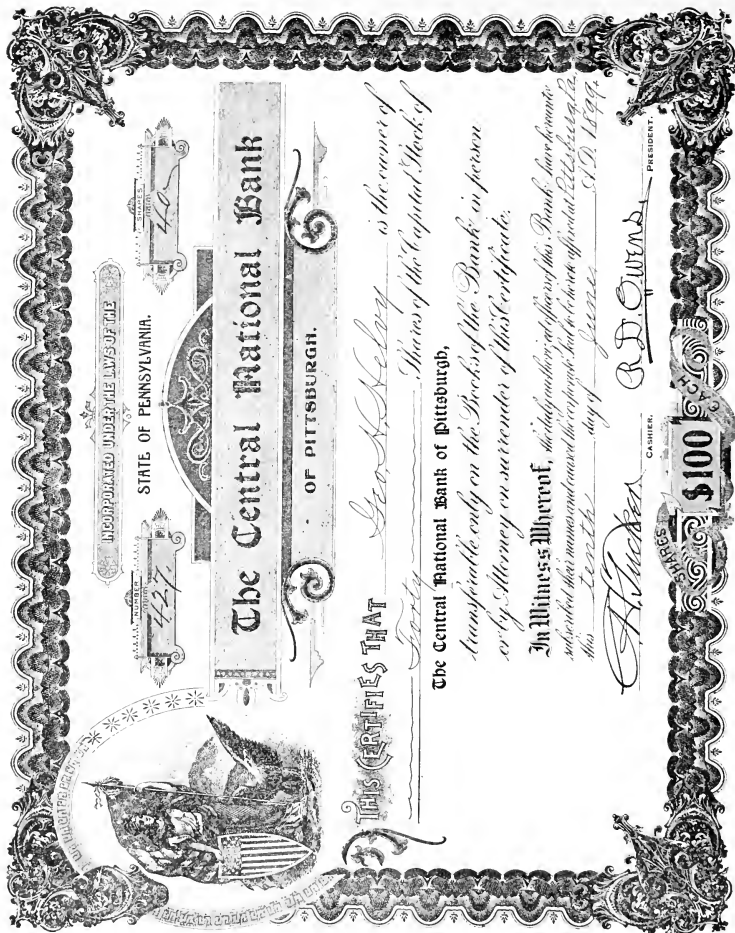 INCORPORATED UNDER THE LAWS OF THE
STATE OF PENNSYLVANIA.
NUMBER
427
SHARES
40
The Central National Bank
OF PITTSBURGH.
THIS CERTIFIES THAT Geo. N. Helvy is the owner of
Forty Shares of the Capital Stock of
The Central National Bank of Pittsburgh,
transferable only on the Books of the Bank in person
or by Attorney on surrender of this Certificate.
In Witness Whereof, the duly authorized officers of this Bank have hereunto
subscribed their names and caused the corporate Seal to be hereto affixed at Pittsburgh
this tenth day of June A.D. 1899.
Tucker CASHIER. R. D. Owens PRESIDENT.
SHARES $100 EACH